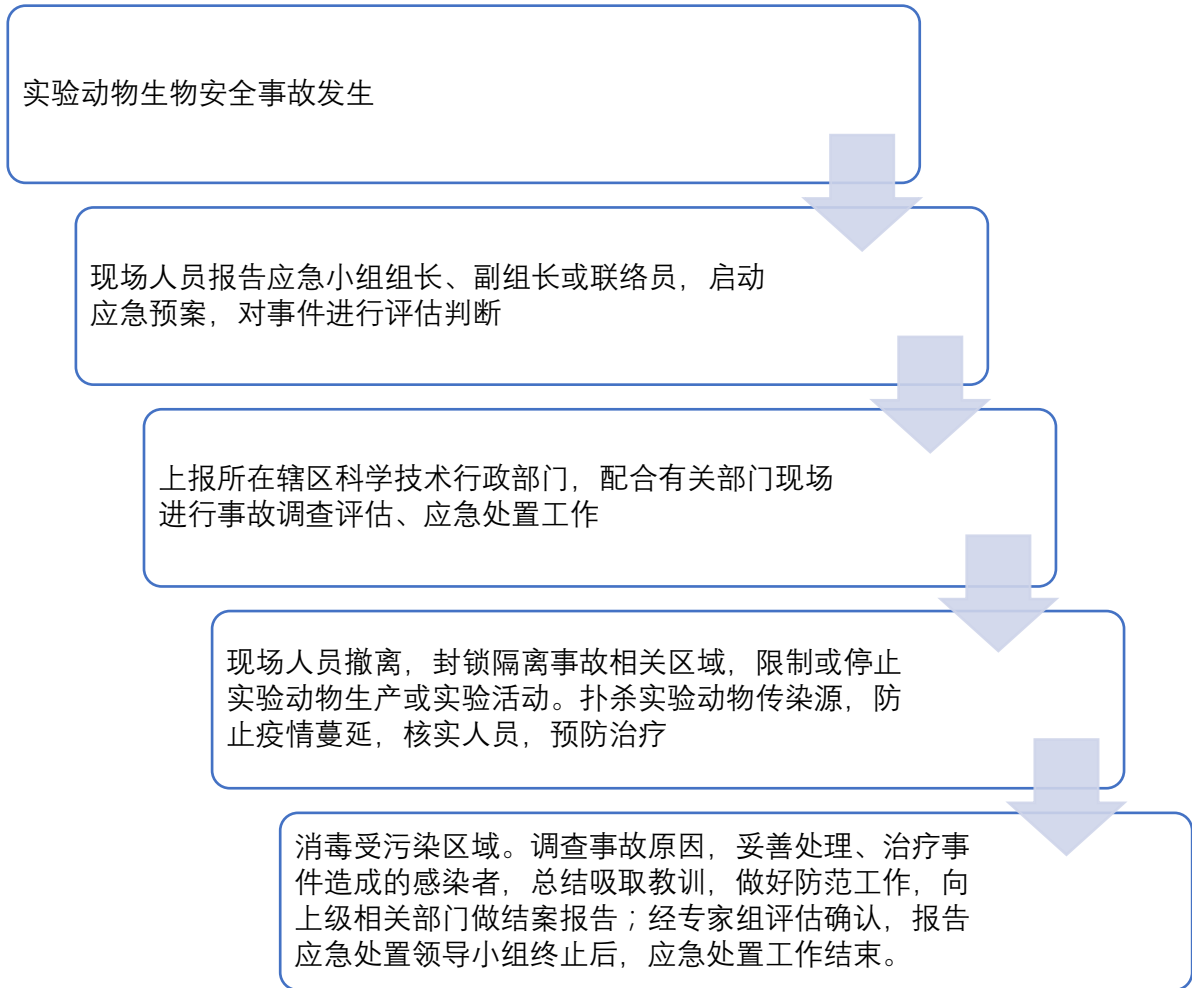 实验动物生物安全事故发生
现场人员报告应急小组组长、副组长或联络员，启动
应急预案，对事件进行评估判断
上报所在辖区科学技术行政部门，配合有关部门现场
进行事故调查评估、应急处置工作
现场人员撤离，封锁隔离事故相关区域，限制或停止
实验动物生产或实验活动。扑杀实验动物传染源，防
止疫情蔓延，核实人员，预防治疗
消毒受污染区域。调查事故原因，妥善处理、治疗事
件造成的感染者，总结吸取教训，做好防范工作，向
上级相关部门做结案报告；经专家组评估确认，报告
应急处置领导小组终止后，应急处置工作结束。